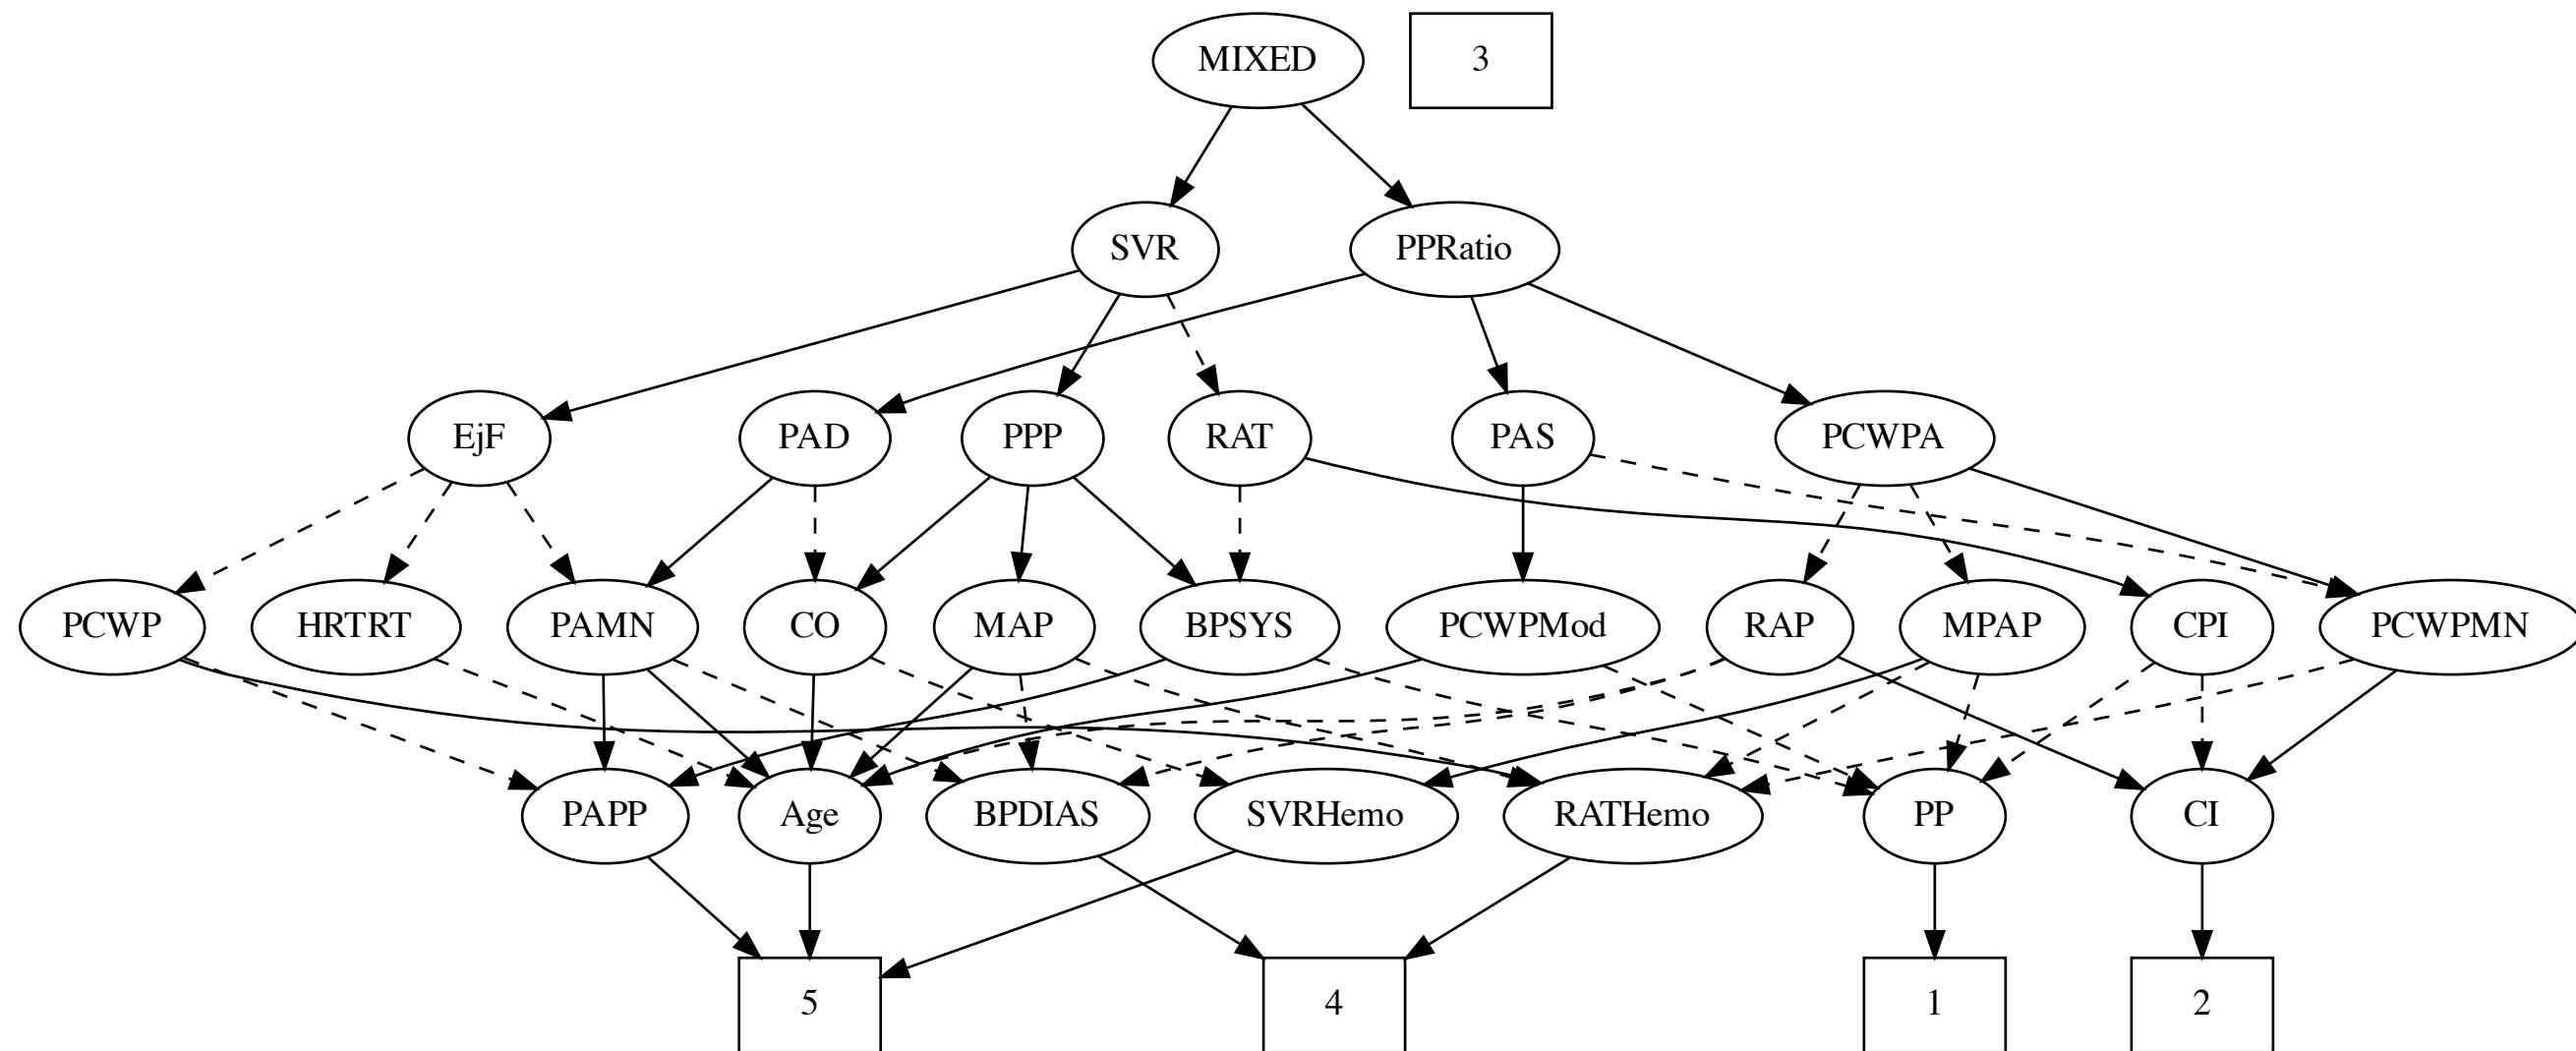 MIXED
3
SVR
PPRatio
EjF
PAD
PPP
RAT
PAS
PCWPA
PCWP
HRTRT
PAMN
CO
MAP
BPSYS
PCWPMod
RAP
MPAP
CPI
PCWPMN
PAPP
Age
BPDIAS
SVRHemo
RATHemo
PP
CI
5
4
1
2